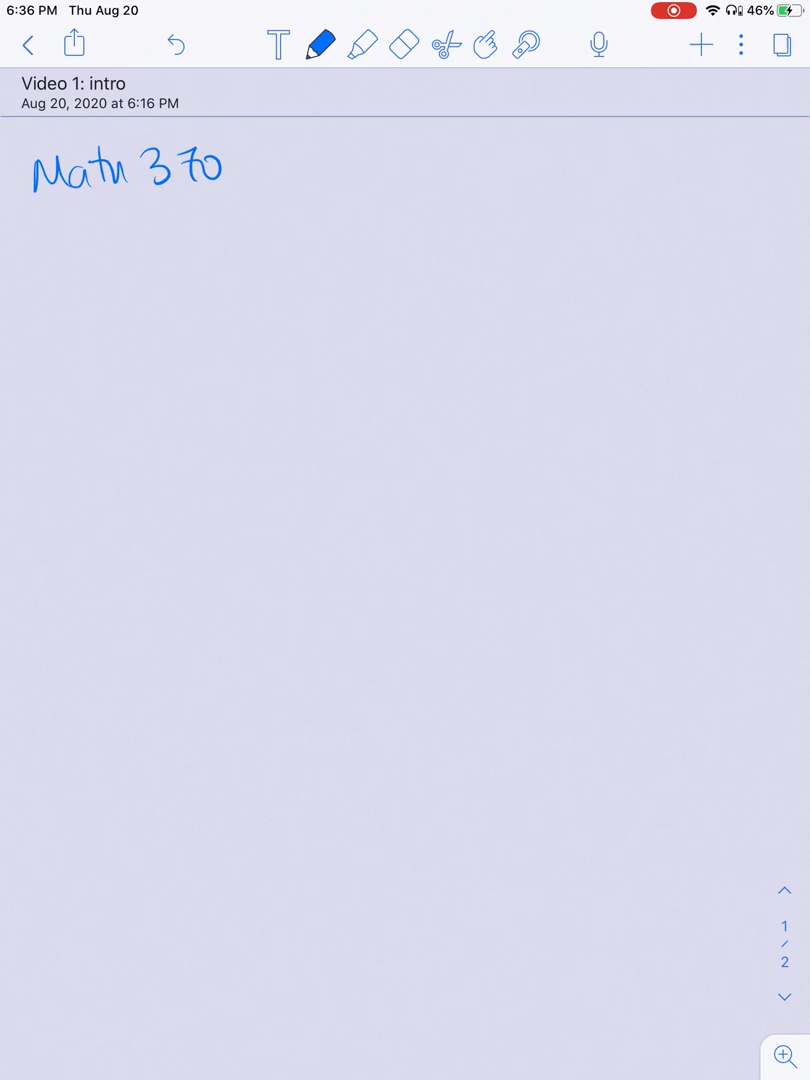 6:36 PM Thu Aug 20 46%
T
Video 1: intro
Aug 20, 2020 at 6:16 PM
Math 370
1
/
2